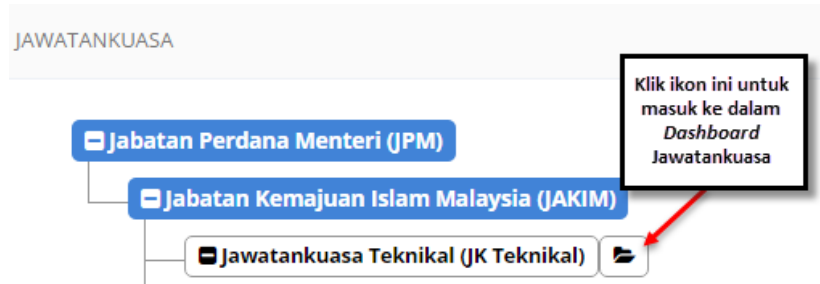 JAWATANKUASA
Klik ikon ini untuk
masuk ke dalam
Dashboard
Jawatankuasa
Jabatan Perdana Menteri (JPM)
Jabatan Kemajuan Islam Malaysia (JAKIM)
Jawatankuasa Teknikal (JK Teknikal)